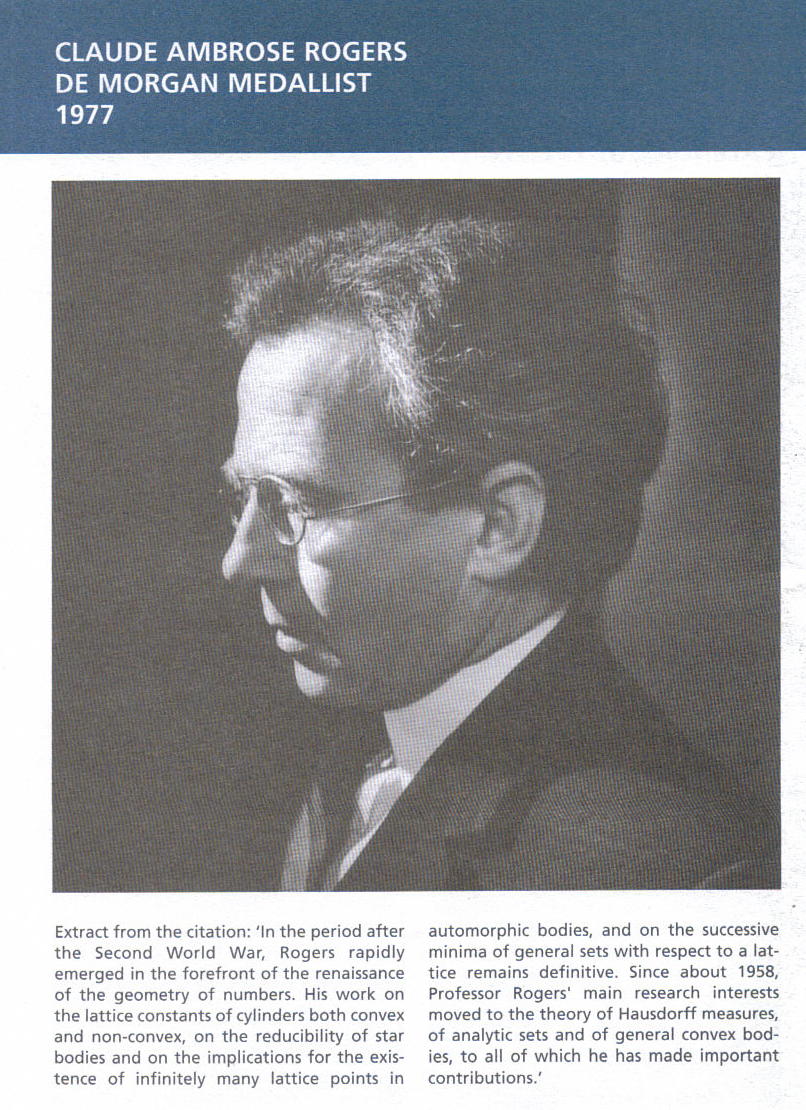 CLAUDE AMBROSE ROGERS
DE MORGAN MEDALLIST
1977
Extract from the citation: ‘In the period after
the Second World War, Rogers rapidly
emerged in the forefront of the renaissance
of the geometry of numbers. His work on
the lattice constants of cylinders both convex
and non-convex, on the reducibility of star
bodies and on the implications for the exis-
tence of infinitely many lattice points in
automorphic bodies, and on the successive
minima of general sets with respect to a lat-
tice remains definitive. Since about 1958,
Professor Rogers' main research interests
moved to the theory of Hausdorff measures,
of analytic sets and of general convex bod-
ies, to all of which he has made important
contributions.’